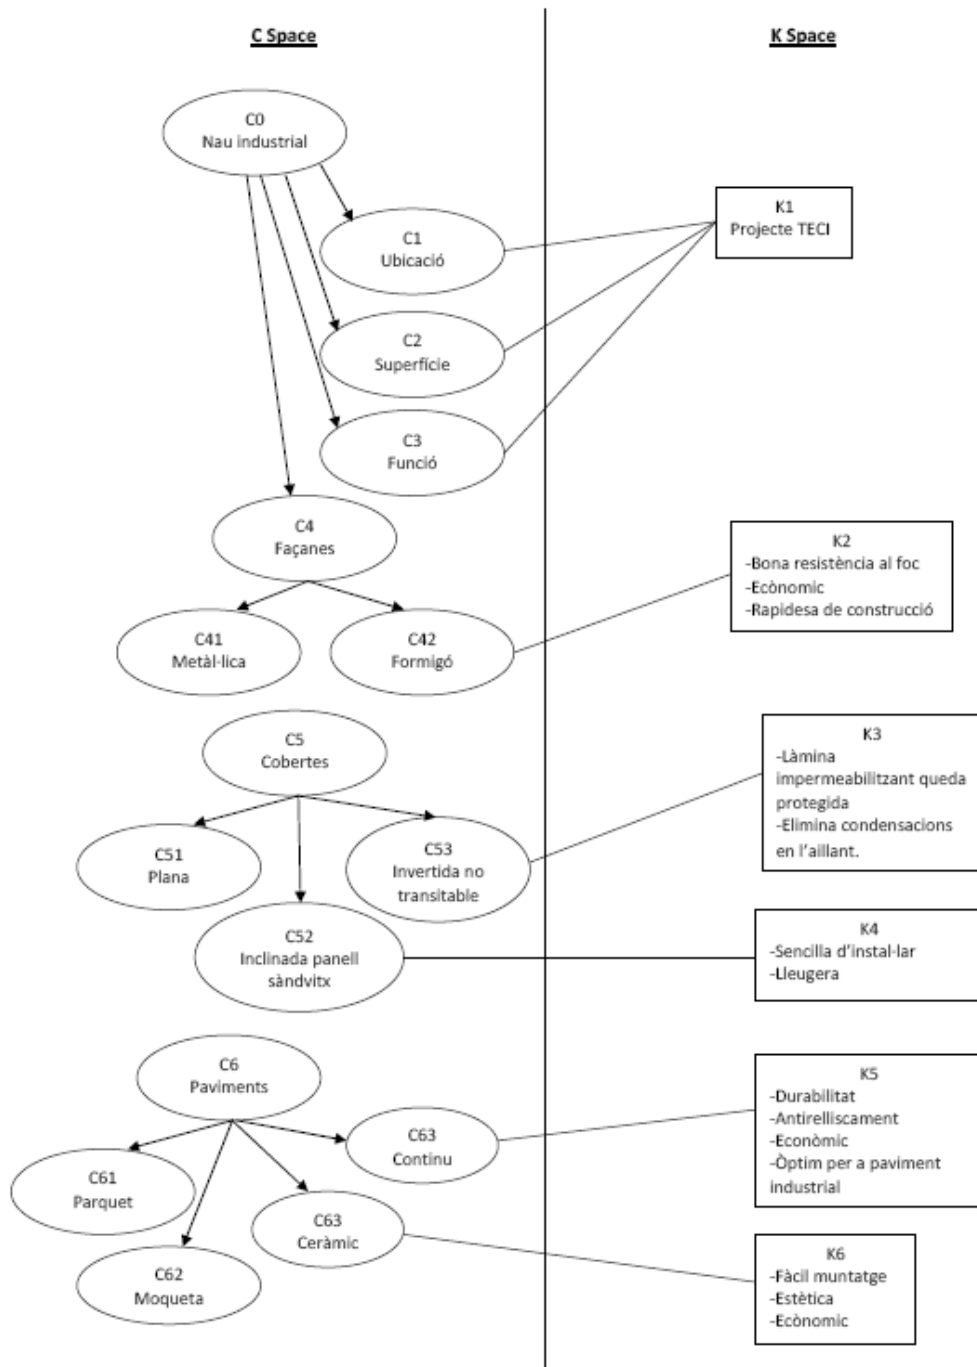 C Space
K Space
C0
Nau industrial
C1
Ubicació
K1
Projecte TECI
C2
Superfície
C3
Funció
C4
Façanes
K2
-Bona resistència al foc
-Ecònomic
-Rapidesa de construcció
C41
Metàl·lica
C42
Formigó
C5
Cobertes
K3
-Làmina
impermeabilitzant queda
protegida
-Elimina condensacions
en l'aillant.
C51
Plana
C53
Invertida no
transitable
C52
Inclinada panell
sàndvitx
K4
-Sencilla d'instal·lar
-Lleugera
C6
Paviments
K5
-Durabilitat
-Antirelliscament
-Econòmic
-Òptim per a paviment
industrial
C63
Continu
C61
Parquet
C63
Ceràmic
C62
Moqueta
K6
-Fàcil muntatge
-Estètica
-Ecònomic